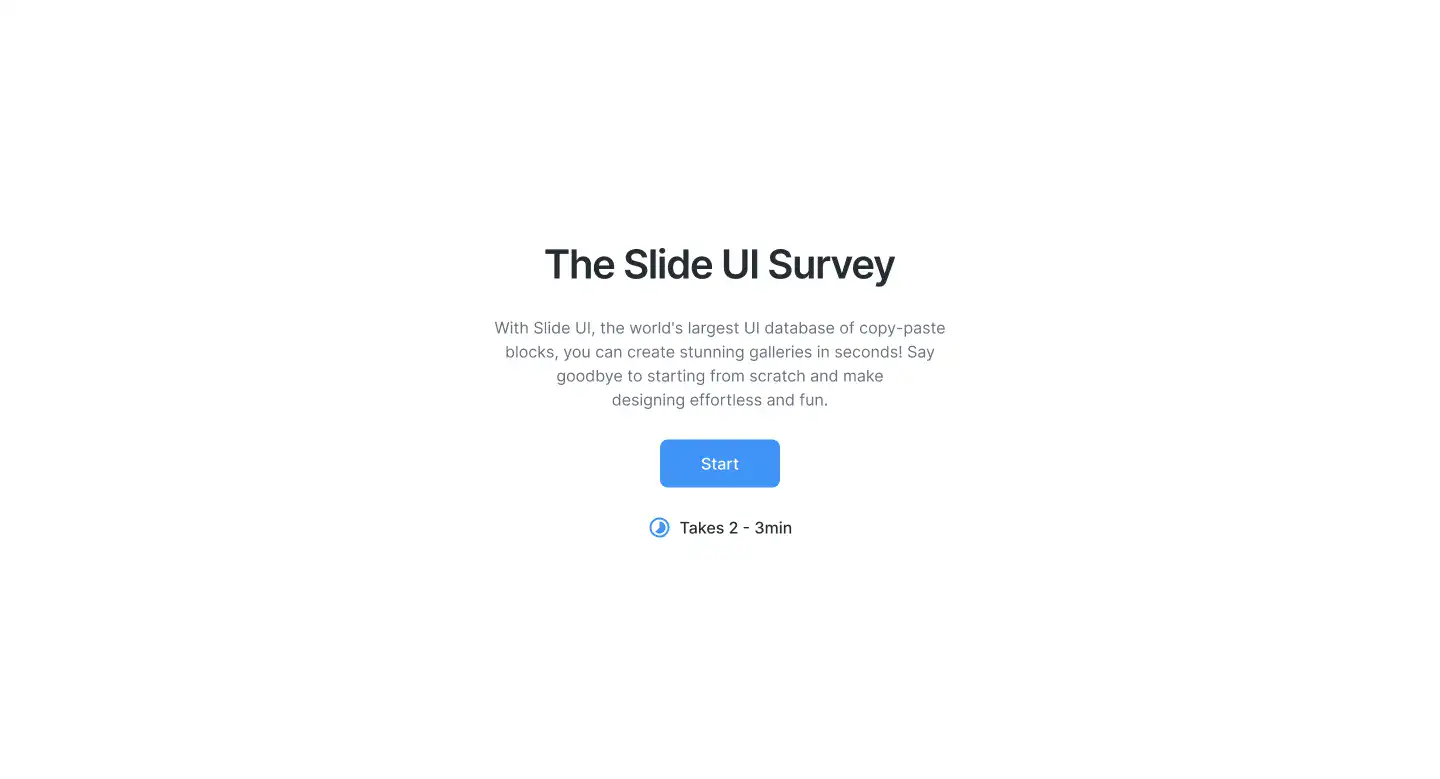 The Slide UI Survey
With Slide UI, the world's largest UI database of copy-paste
blocks, you can create stunning galleries in seconds! Say
goodbye to starting from scratch and make
designing effortless and fun.
Start
Takes 2 - 3min